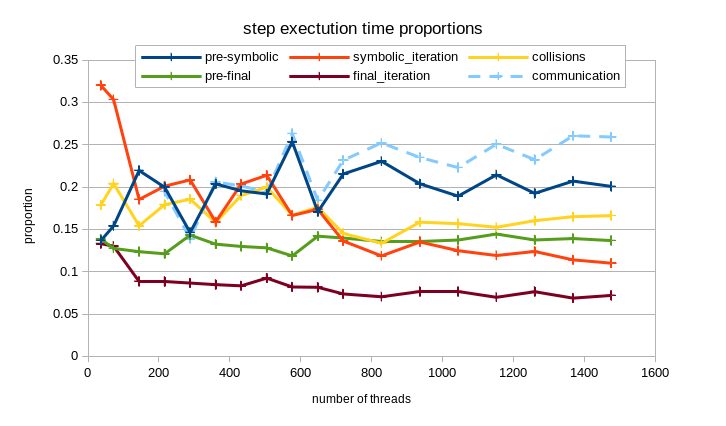 step exectution time proportions
pre-symbolic symbolic_iteration collisions
pre-final final_iteration communication
0.35
0.3
0.25
0.2
0.15
0.1
0.05
0
proportion
0 200 400 600 800 1000 1200 1400 1600
number of threads